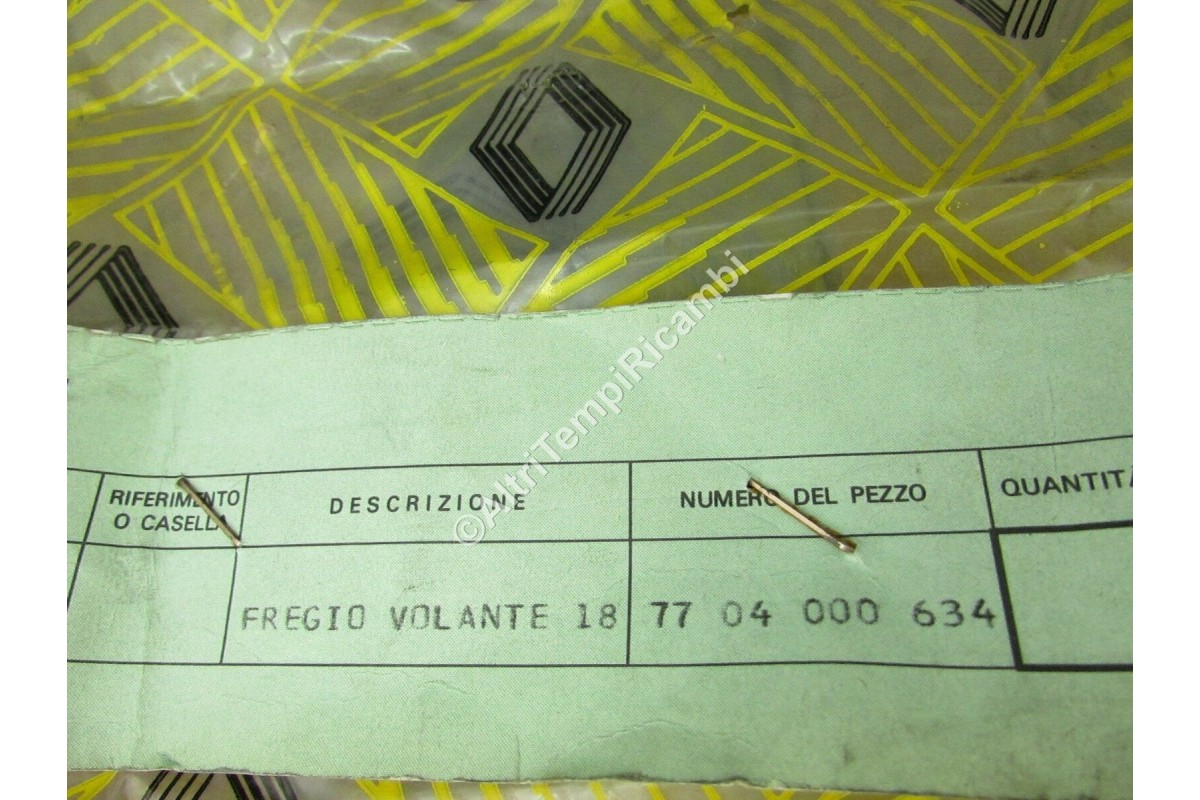 ©AltriTempiRicambi
RIFERIMENTO
O CASELLA
DESCRIZIONE
NUMERO DEL PEZZO
QUANTITÀ
FREGIO VOLANTE 18
77 04 000 634